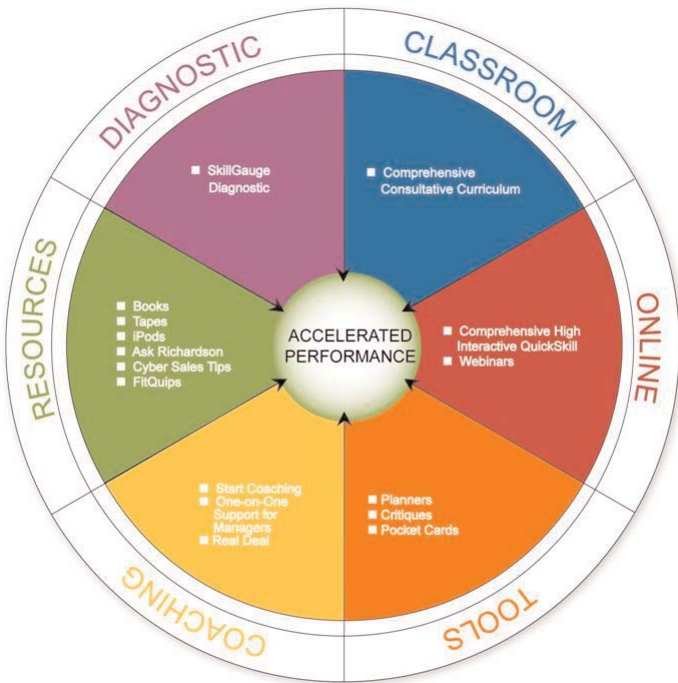 DIAGNOSTIC
SkillGauge
Diagnostic
CLASSROOM
Comprehensive
Consultative Curriculum
ONLINE
Comprehensive High
Interactive QuickSkill
Webinars
TOOLS
Planners
Critiques
Pocket Cards
COACHING
Start Coaching
One-on-One
Support for
Managers
Real Deal
RESOURCES
Books
Tapes
iPods
Ask Richardson
Cyber Sales Tips
FitQuips
ACCELERATED
PERFORMANCE